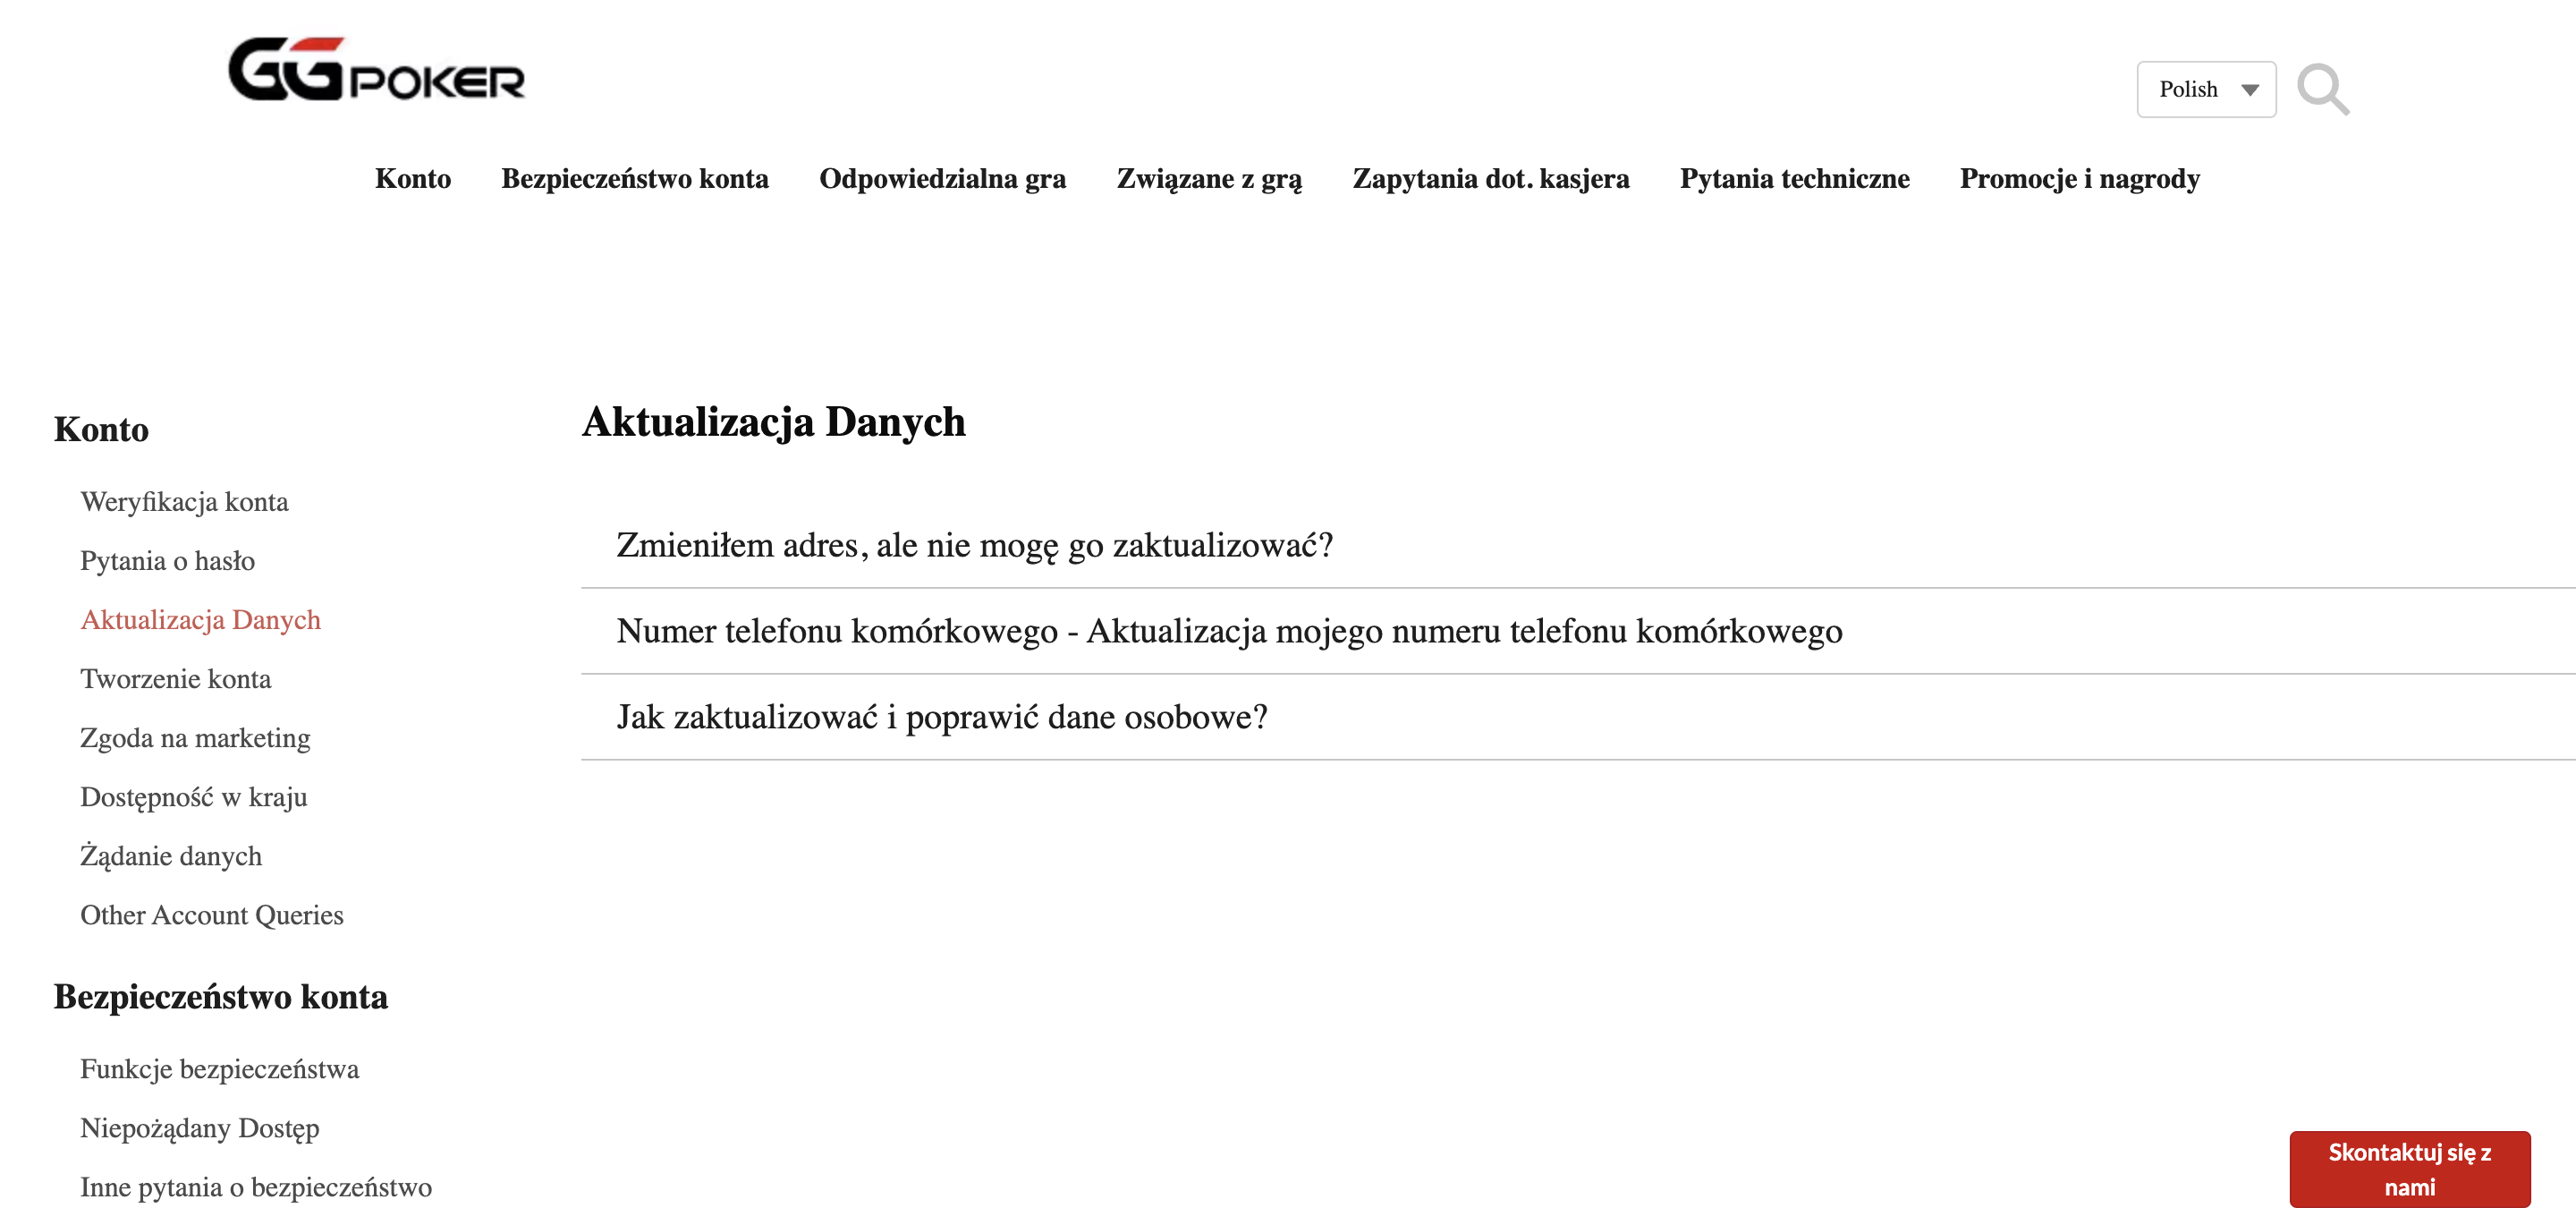 GGPOKER
Polish
Konto
Bezpieczeństwo konta
Odpowiedzialna gra
Związane z grą
Zapytania dot. kasjera
Pytania techniczne
Promocje i nagrody
Konto
Weryfikacja konta
Pytania o hasło
Aktualizacja Danych
Tworzenie konta
Zgoda na marketing
Dostępność w kraju
Żądanie danych
Other Account Queries
Bezpieczeństwo konta
Funkcje bezpieczeństwa
Niepożądany Dostęp
Inne pytania o bezpieczeństwo
Aktualizacja Danych
Zmieniłem adres, ale nie mogę go zaktualizować?
Numer telefonu komórkowego - Aktualizacja mojego numeru telefonu komórkowego
Jak zaktualizować i poprawić dane osobowe?
Skontaktuj się z
nami